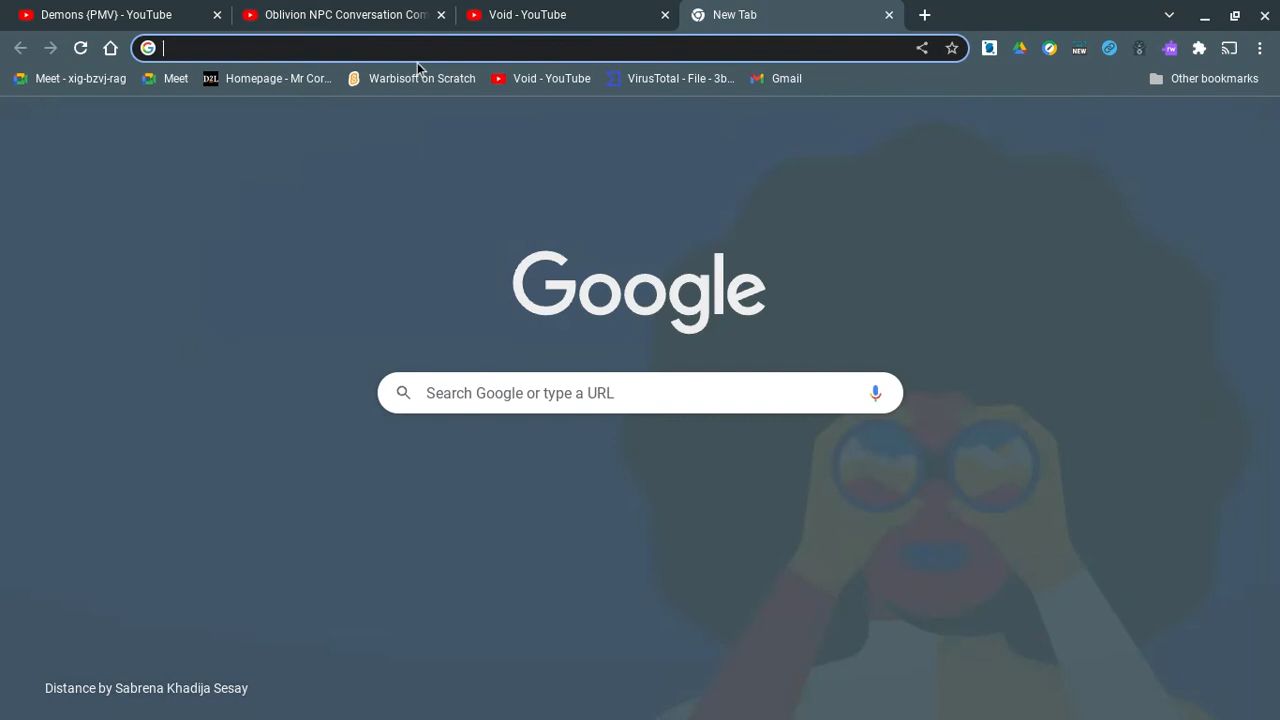 Demons {PMV} - YouTube
Oblivion NPC Conversation Com
Void - YouTube
New Tab
Meet - xig-bzvj-rag
Meet
D2L
Homepage - Mr Cor...
Warbisoft on Scratch
Void - YouTube
VirusTotal - File - 3b...
Gmail
Other bookmarks
NEW
Google
Search Google or type a URL
Distance by Sabrena Khadija Sesay